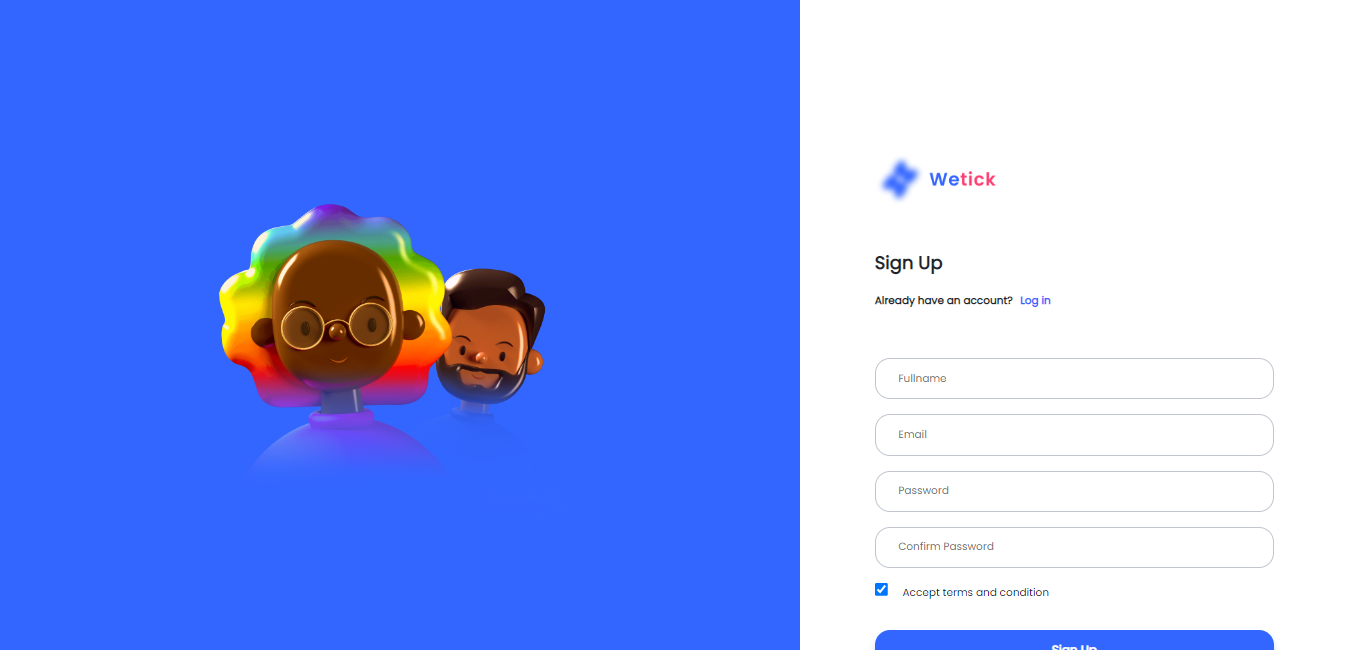 Wetick
Sign Up
Already have an account? Log in
Fullname
Email
Password
Confirm Password
Accept terms and condition
Sign Up